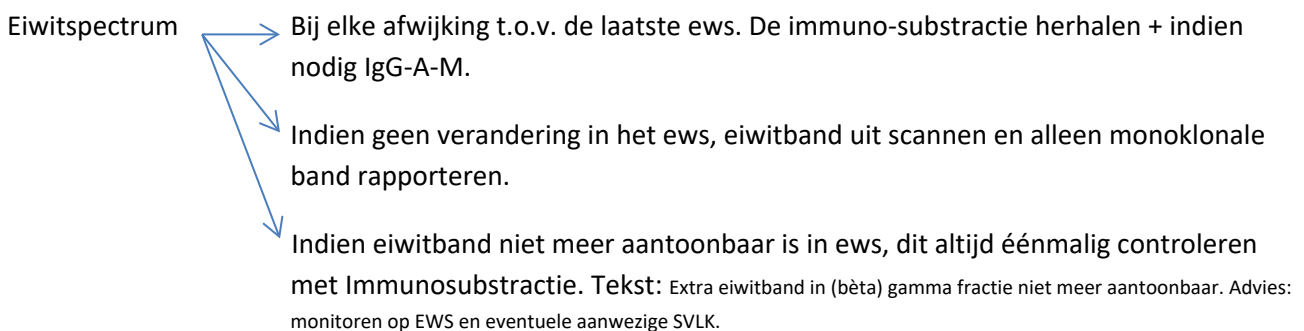 Eiwitspectrum Bij elke afwijking t.o.v. de laatste ews. De immuno-substractie herhalen + indien
nodig IgG-A-M.
Indien geen verandering in het ews, eiwitband uit scannen en alleen monoklonale
band rapporteren.
Indien eiwitband niet meer aantoonbaar is in ews, dit altijd éénmalig controleren
met Immunosubstractie. Tekst: Extra eiwitband in (bèta) gamma fractie niet meer aantoonbaar. Advies:
monitoren op EWS en eventuele aanwezige SVLK.